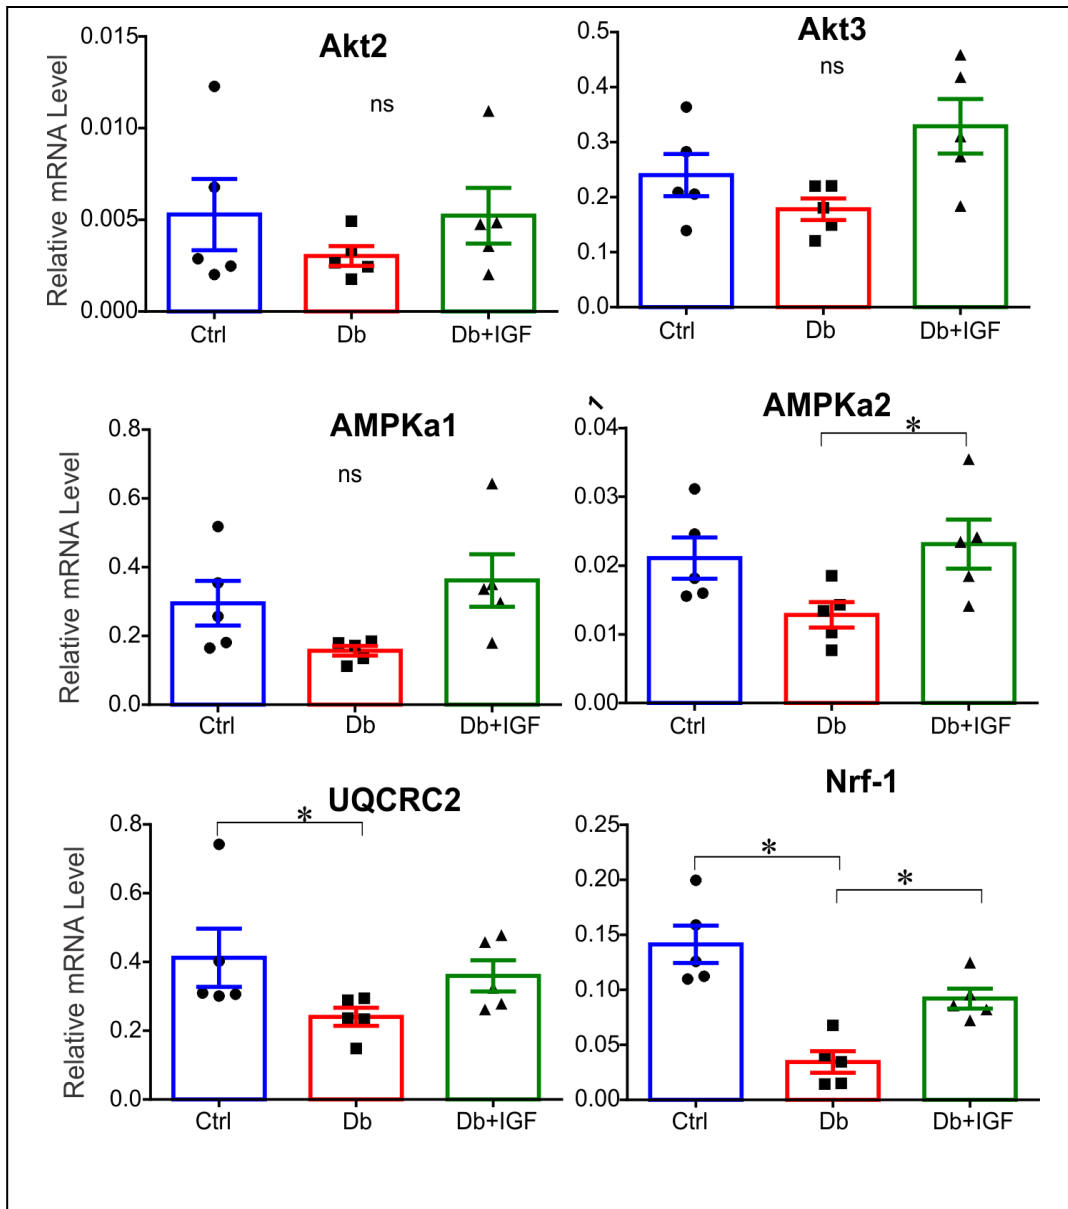 Akt2
ns
Relative mRNA Level
0.015
0.010
0.005
0.000
Ctrl
Db
Db+IGF
Akt3
ns
0.5
0.4
0.3
0.2
0.1
0.0
Ctrl
Db
Db+IGF
AMPKa1
ns
Relative mRNA Level
0.8
0.6
0.4
0.2
0.0
Ctrl
Db
Db+IGF
AMPKa2
*
0.04
0.03
0.02
0.01
0.00
Ctrl
Db
Db+IGF
UQCRC2
*
Relative mRNA Level
0.8
0.6
0.4
0.2
0.0
Ctrl
Db
Db+IGF
Nrf-1
*
*
0.25
0.20
0.15
0.10
0.05
0.00
Ctrl
Db
Db+IGF